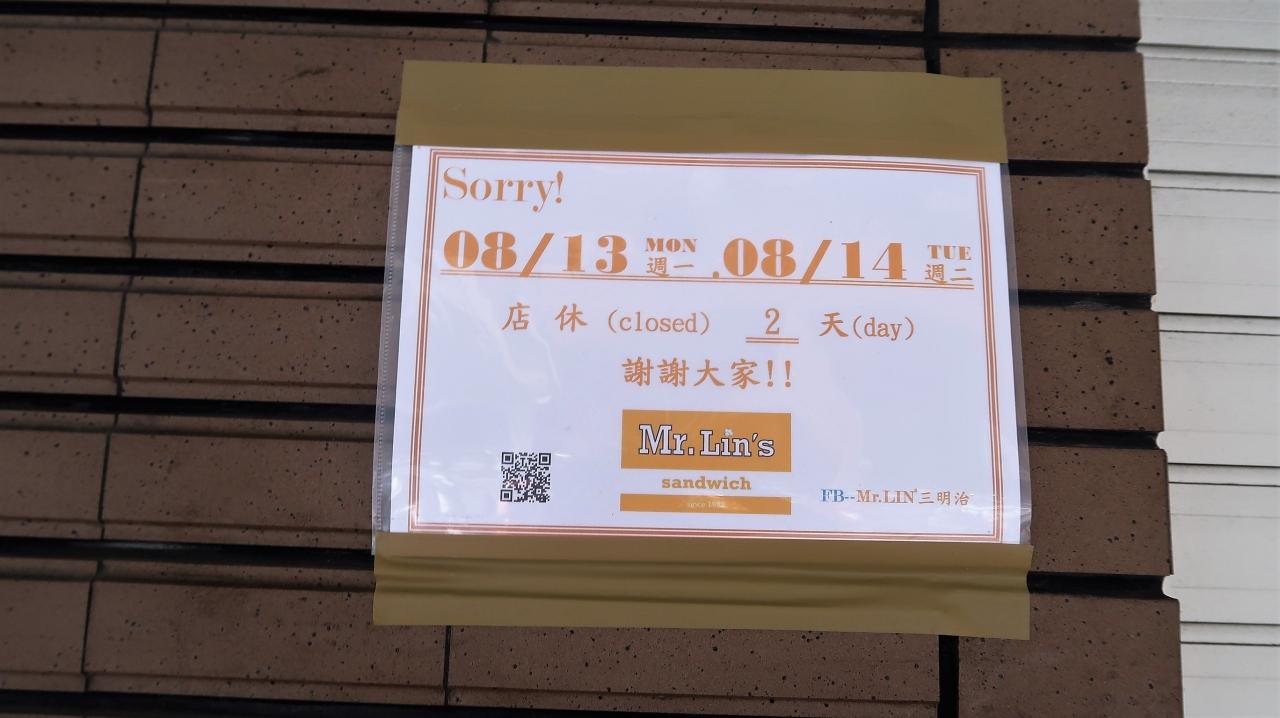 Sorry!
08/13 MON 週一 .08/14 TUE 週二
店 休 (closed) 2 天(day)
謝謝大家!!
Mr. Lin's
sandwich
since
FB--Mr.LIN'三明治